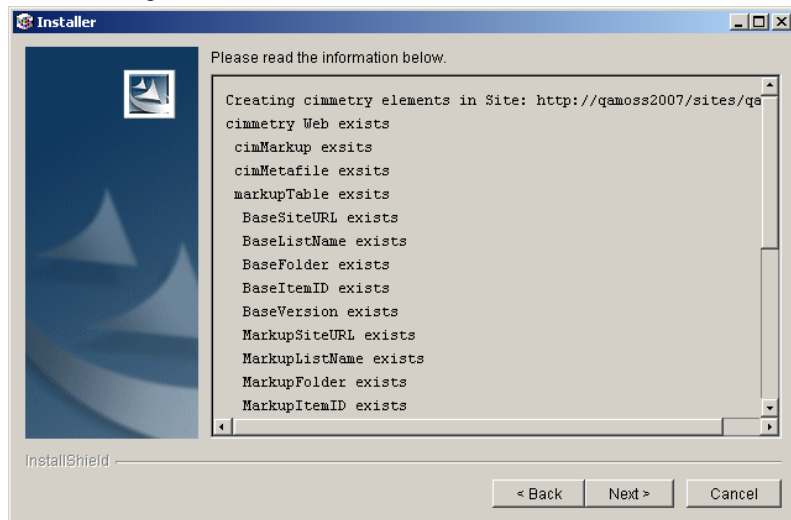 Installer
Please read the information below.
Creating cimmetry elements in Site: http://qamoss2007/sites/qa
cimmetry Web exists
cimMarkup exsits
cimMetafile exsits
markupTable exsits
BaseSiteURL exists
BaseListName exists
BaseFolder exists
BaseItemID exists
BaseVersion exists
MarkupSiteURL exists
MarkupListName exists
MarkupFolder exists
MarkupItemID exists
InstallShield
< Back Next > Cancel